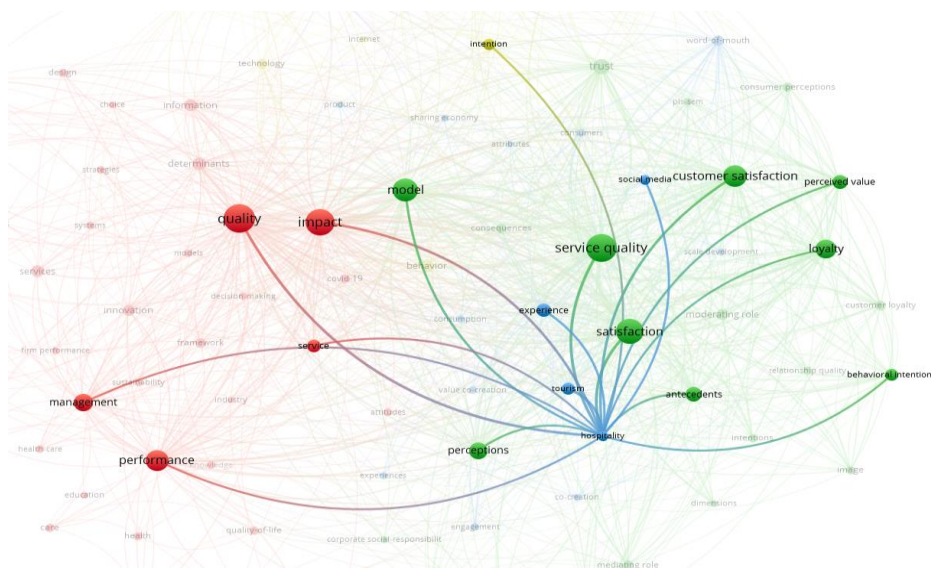 internet
intention
word-of-mouth
technology
trust
design
consumer perceptions
choice
information
product
pls-sem
sharing economy
consumers
attributes
strategies
determinants
social media
customer satisfaction
perceived value
model
quality
impact
systems
consequences
service quality
loyalty
models
scale development
services
behavior
covid-19
decision-making
customer loyalty
innovation
experience
moderating role
consumption
satisfaction
framework
service
firm performance
relationship quality
behavioral intention
sustainability
value co-creation
tourism
antecedents
management
industry
attitudes
hospitality
intentions
health care
perceptions
performance
knowledge
image
experiences
education
co-creation
dimensions
care
health
quality-of-life
engagement
corporate social responsibilit
mediating role